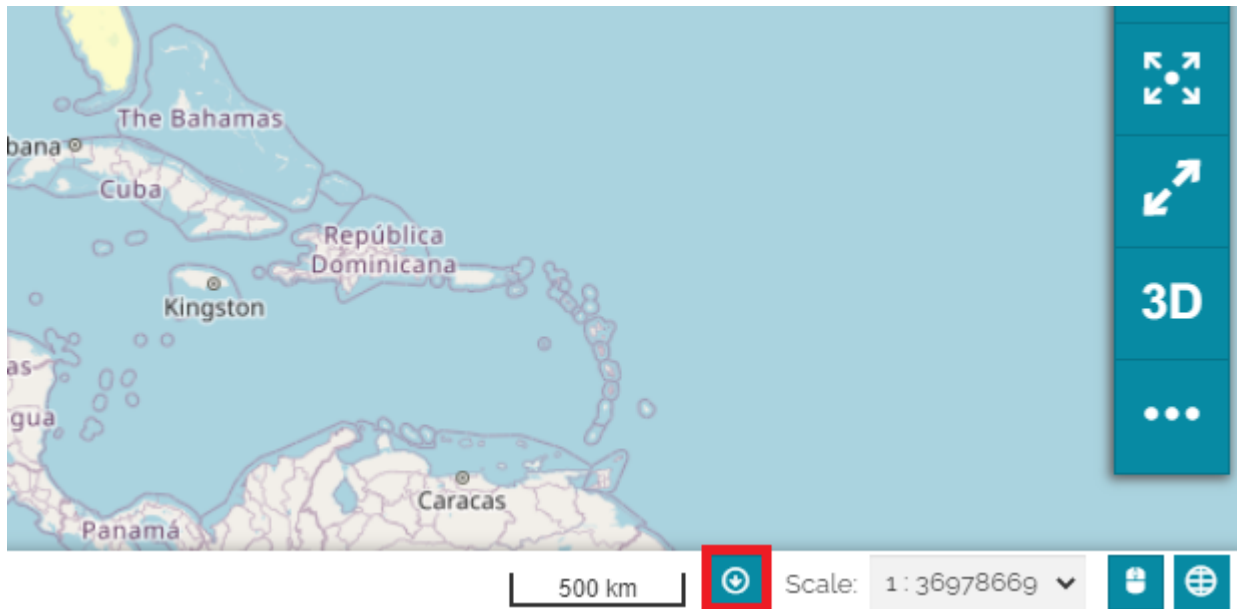 The Bahamas
bana
Cuba
República
Dominicana
Kingston
as
gua
Caracas
Panamá
3D
500 km
Scale: 1 : 36978669